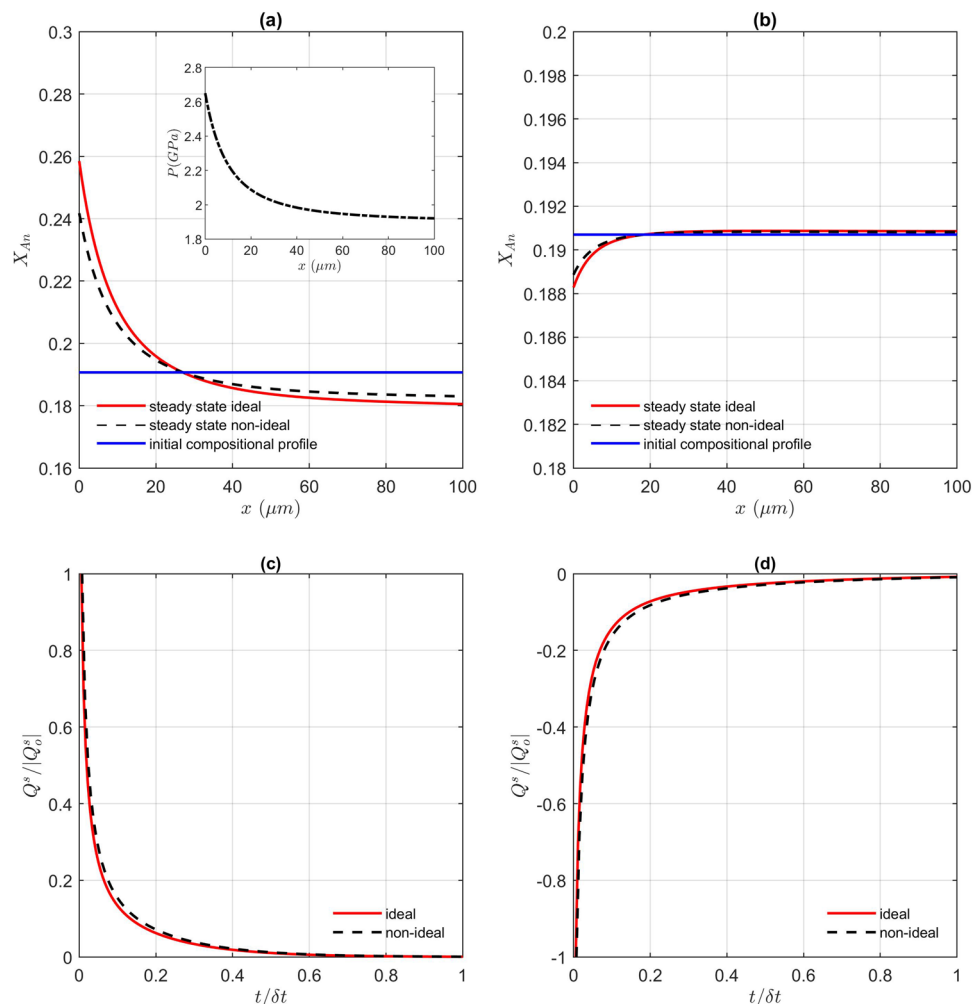 (a)
0.3
0.28
0.26
0.24
0.22
0.2
0.18
0.16
X_An
2.8
2.6
2.4
2.2
2
1.8
P(GPa)
20 40 60 80 100
x (μm)
steady state ideal
steady state non-ideal
initial compositional profile
0 20 40 60 80 100
x (μm)
(b)
0.2
0.198
0.196
0.194
0.192
0.19
0.188
0.186
0.184
0.182
0.18
X_An
steady state ideal
steady state non-ideal
initial compositional profile
0 20 40 60 80 100
x (μm)
(c)
1
0.8
0.6
0.4
0.2
0
Q^s/|Q_o^s|
ideal
non-ideal
0 0.2 0.4 0.6 0.8 1
t/δt
(d)
0
-0.2
-0.4
-0.6
-0.8
-1
Q^s/|Q_o^s|
ideal
non-ideal
0 0.2 0.4 0.6 0.8 1
t/δt